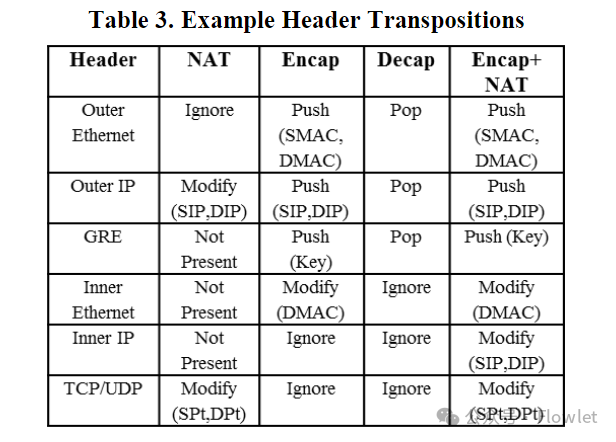 Table 3. Example Header Transpositions
Header NAT Encap Decap Encap+
NAT
Outer Ignore Push Pop Push
Ethernet (SMAC, (SMAC,
DMAC) DMAC)
Outer IP Modify Push Pop Push
(SIP,DIP) (SIP,DIP) (SIP,DIP)
GRE Not Push Pop Push (Key)
Present (Key)
Inner Not Modify Ignore Modify
Ethernet Present (DMAC) (DMAC)
Inner IP Not Ignore Ignore Modify
Present (SIP,DIP)
TCP/UDP Modify Ignore Ignore Modify
(SPt,DPt) (SPt,DPt)
公众号 · Flowlet